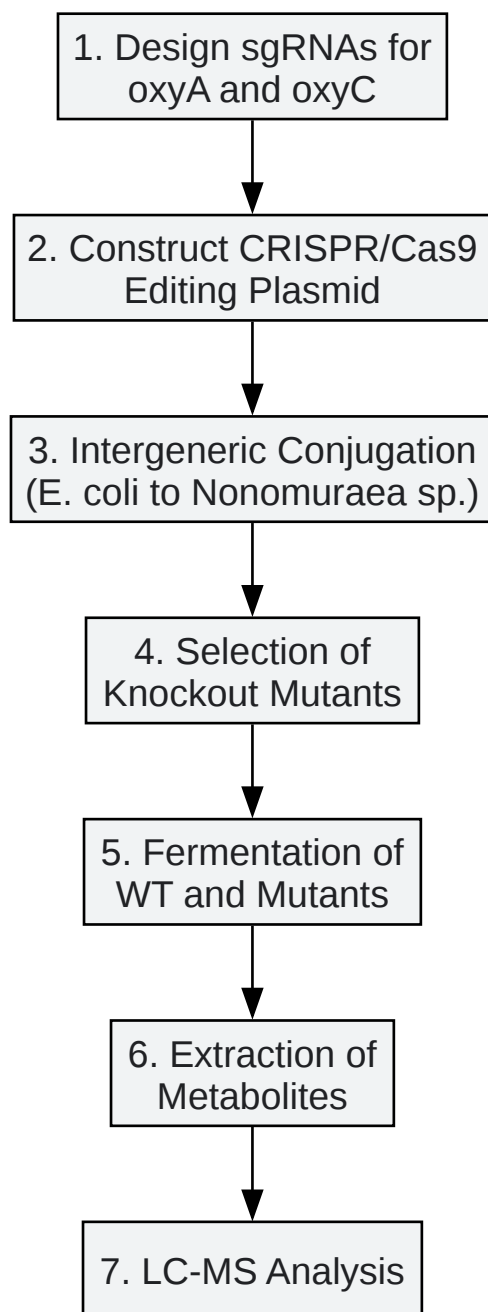 1. Design sgRNAs for
oxyA and oxyC
2. Construct CRISPR/Cas9
Editing Plasmid
3. Intergeneric Conjugation
(E. coli to Nonomuraea sp.)
4. Selection of
Knockout Mutants
5. Fermentation of
WT and Mutants
6. Extraction of
Metabolites
7. LC-MS Analysis